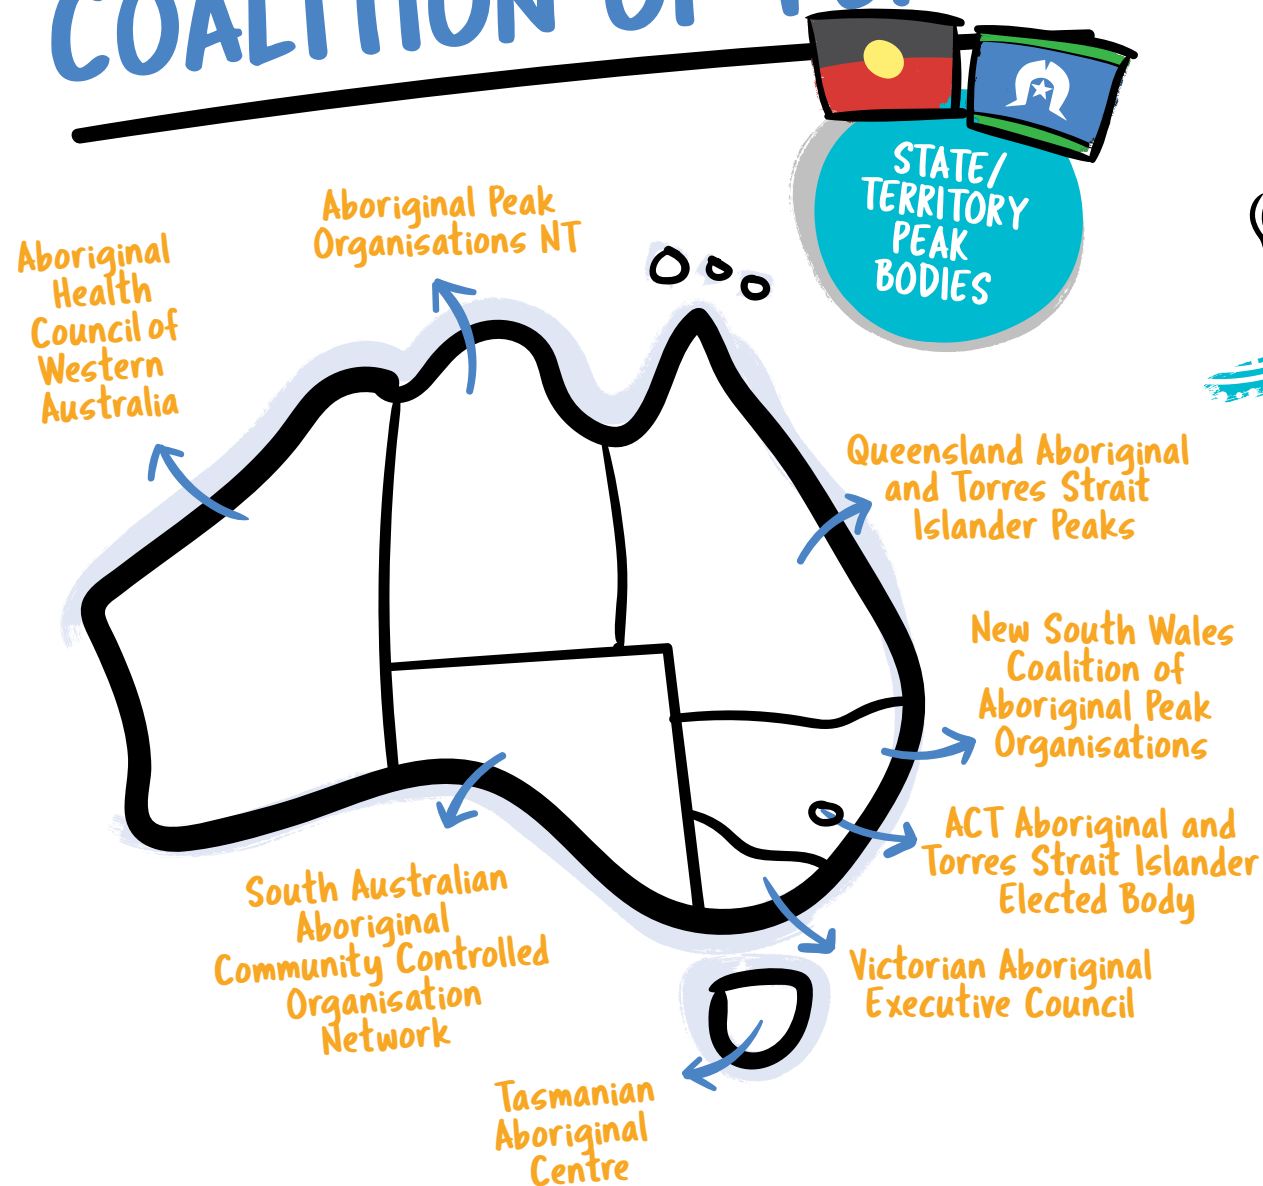 COALITION OF
STATE/
TERRITORY
PEAK
BODIES
Aboriginal Peak
Organisations NT
Aboriginal
Health
Council of
Western
Australia
Queensland Aboriginal
and Torres Strait
Islander Peaks
New South Wales
Coalition of
Aboriginal Peak
Organisations
ACT Aboriginal and
Torres Strait Islander
Elected Body
Victorian Aboriginal
Executive Council
South Australian
Aboriginal
Community Controlled
Organisation
Network
Tasmanian
Aboriginal
Centre